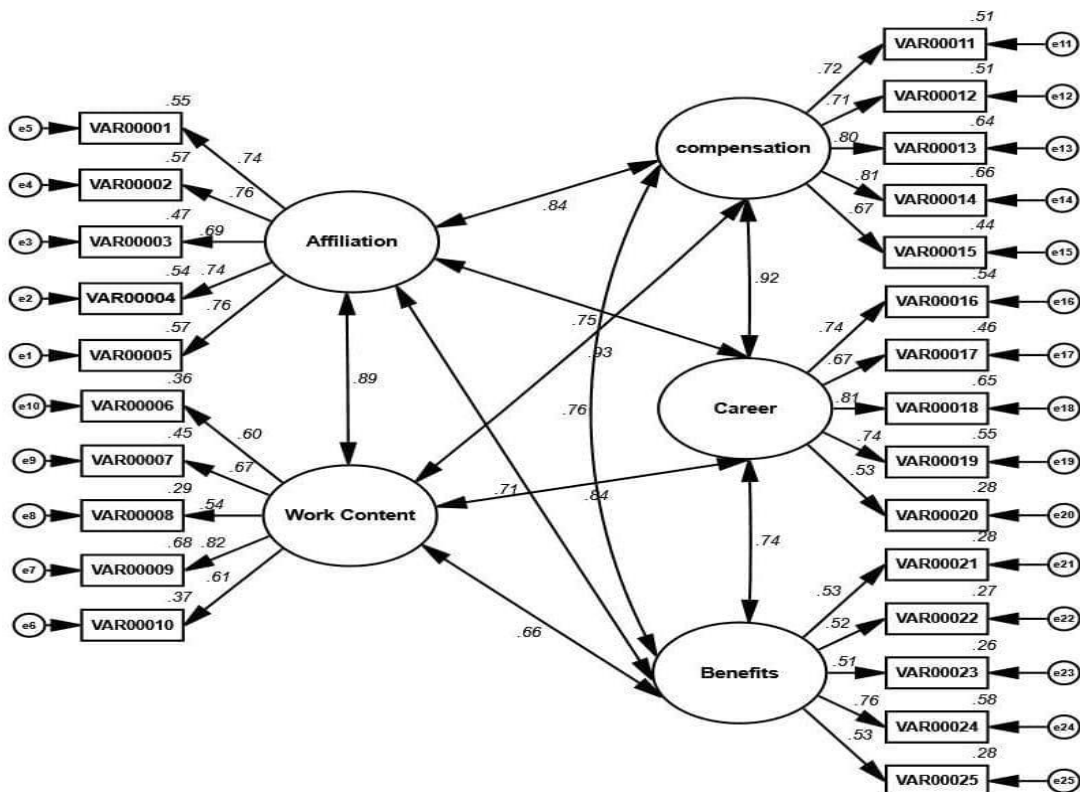 .55
e5 VAR00001
.74
.57
e4 VAR00002
.76
.47
e3 VAR00003
.69
.54 .74
e2 VAR00004
.76
.57
e1 VAR00005
Affiliation
.36
e10 VAR00006
.60
.45
e9 VAR00007
.67
.29
e8 VAR00008
.54
.68 .82
e7 VAR00009
.61
.37
e6 VAR00010
Work Content
.89
.84
.75
.93
.76
.71
.84
.66
.92
.74
compensation
.51
.72
VAR00011 e11
.51
.71
VAR00012 e12
.64
.80
VAR00013 e13
.66
.81
VAR00014 e14
.44
.67
VAR00015 e15
Career
.54
.74
VAR00016 e16
.46
.67
VAR00017 e17
.65
.81
VAR00018 e18
.55
.74
VAR00019 e19
.28
.53
VAR00020 e20
Benefits
.28
.53
VAR00021 e21
.27
.52
VAR00022 e22
.26
.51
VAR00023 e23
.58
.76
VAR00024 e24
.28
.53
VAR00025 e25